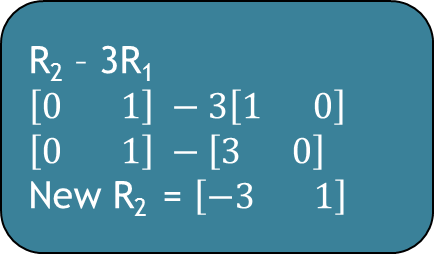 R₂ – 3R₁
[0 1] − 3[1 0]
[0 1] − [3 0]
New R₂ = [−3 1]